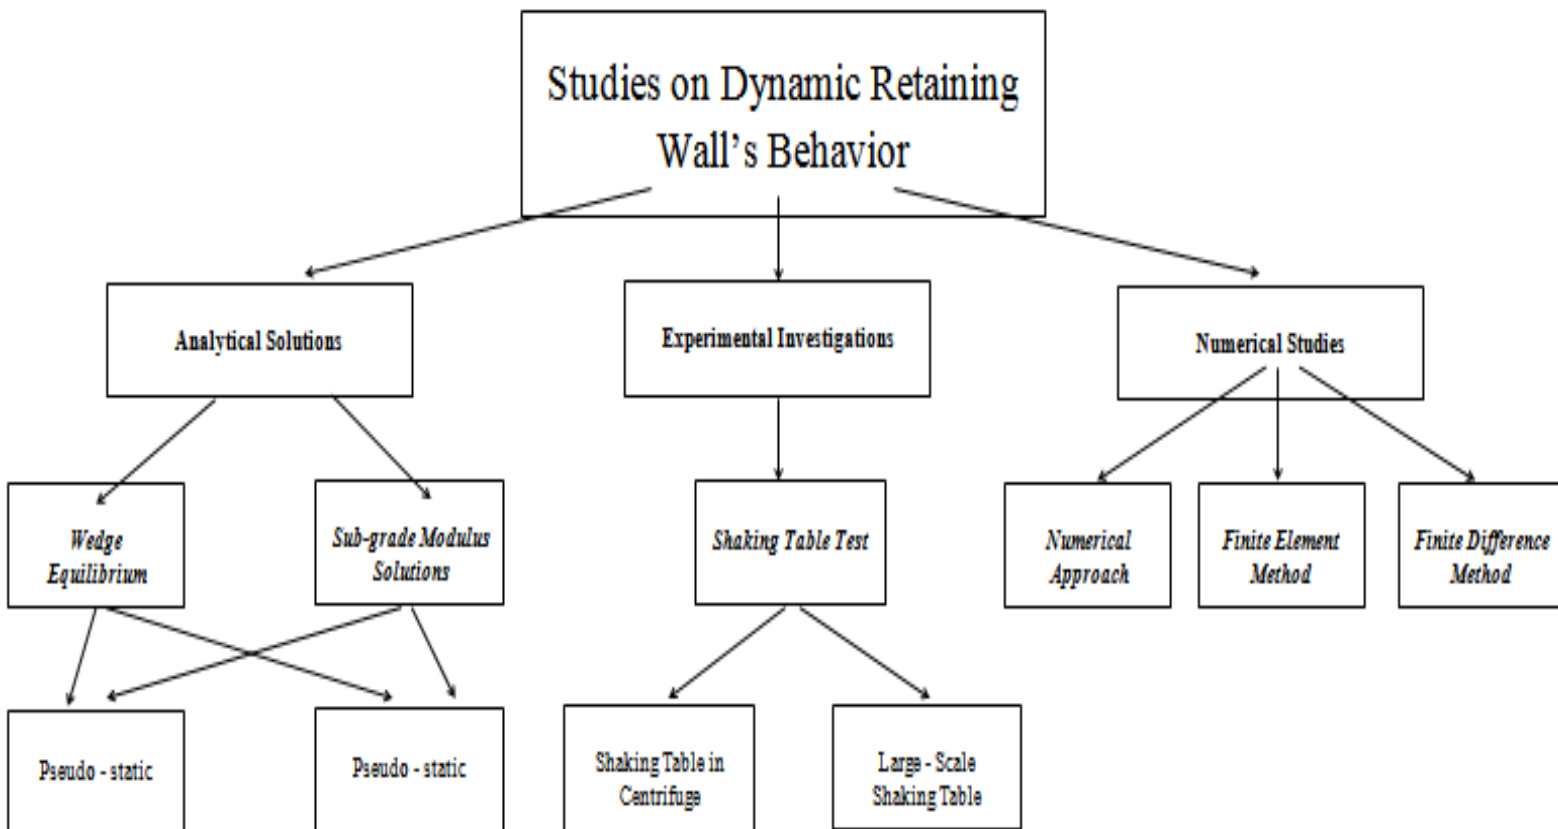 Studies on Dynamic Retaining
Wall's Behavior
Analytical Solutions
Experimental Investigations
Numerical Studies
Wedge
Equilibrium
Sub-grade Modulus
Solutions
Shaking Table Test
Numerical
Approach
Finite Element
Method
Finite Difference
Method
Pseudo - static
Pseudo - static
Shaking Table in
Centrifuge
Large - Scale
Shaking Table